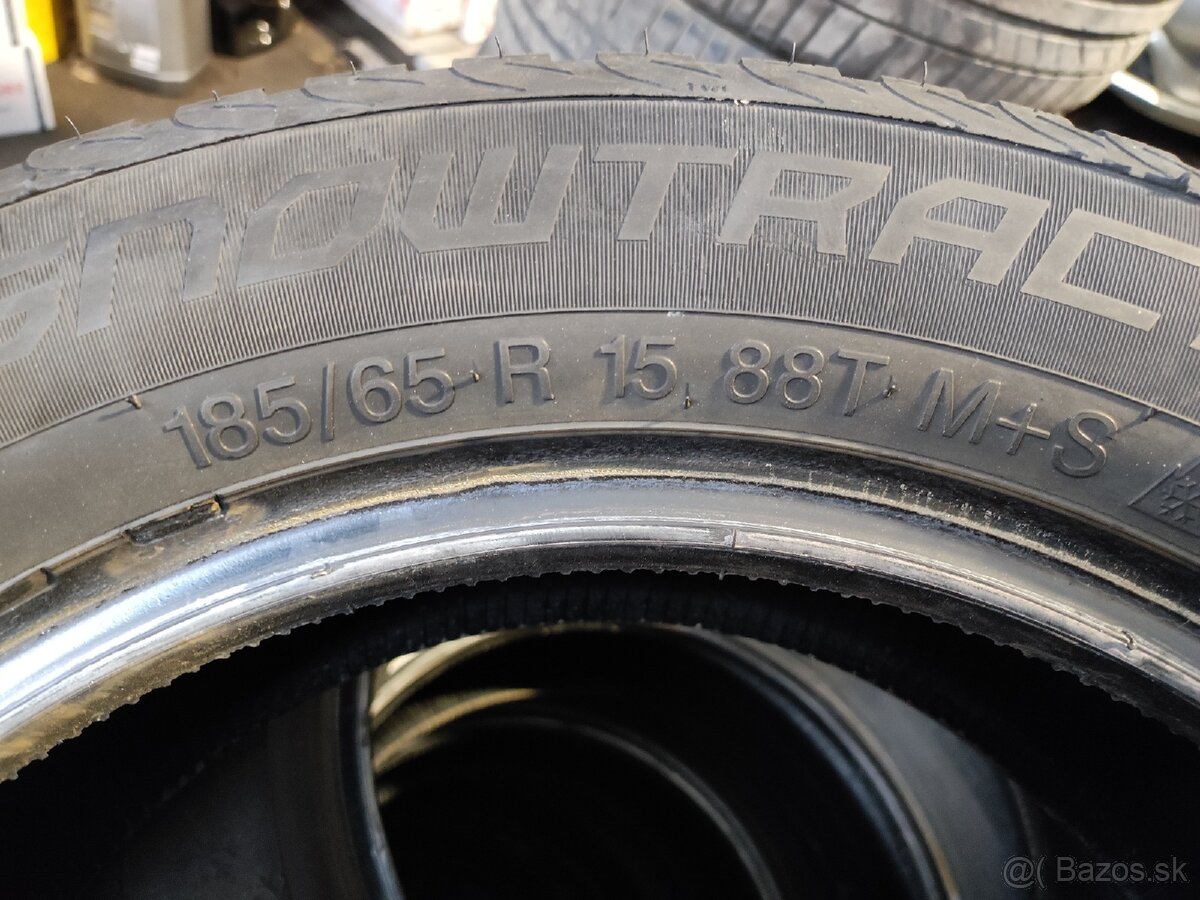 SNOWTRAC
185/65 R 15 88T M+S
@( Bazos.sk